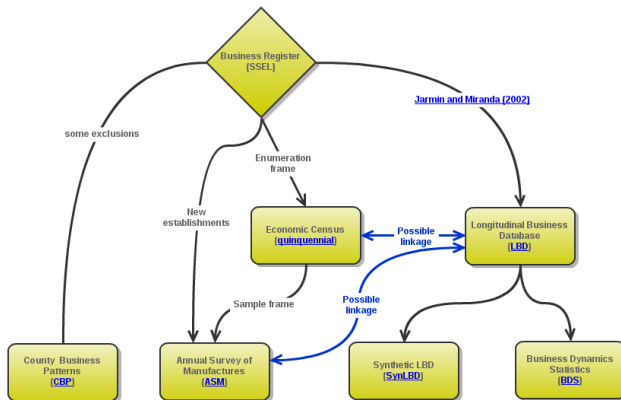 Business Register
(SSEL)
Jarmin and Miranda [2002]
some exclusions
Enumeration
frame
New
establishments
Economic Census
(quinquennial)
Possible
linkage
Longitudinal Business
Database
(LBD)
Sample frame
Possible
linkage
County Business
Patterns
(CBP)
Annual Survey of
Manufactures
(ASM)
Synthetic LBD
(SynLBD)
Business Dynamics
Statistics
(BDS)